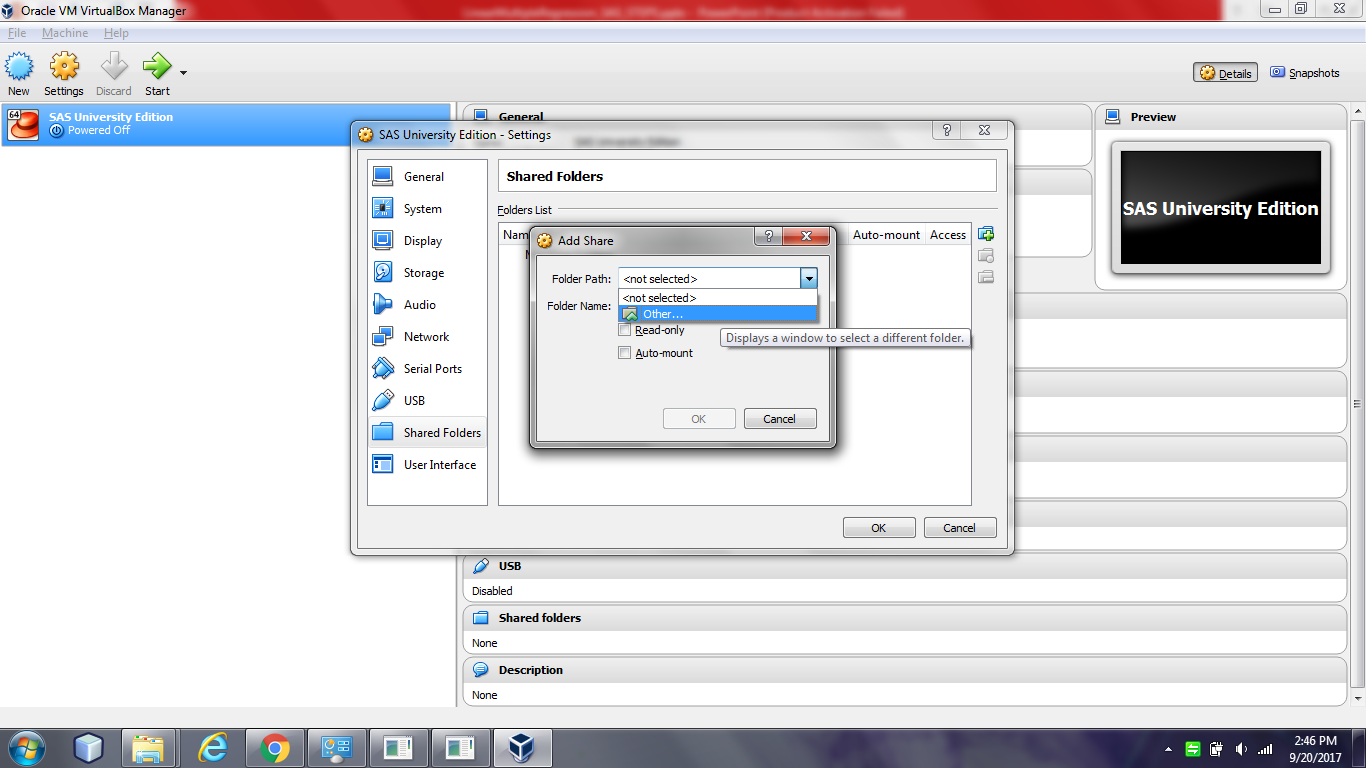 Oracle VM VirtualBox Manager
File Machine Help
New Settings Discard Start
Details Snapshots
64
SAS University Edition
Powered Off
General
Preview
SAS University Edition
SAS University Edition - Settings
General
System
Display
Storage
Audio
Network
Serial Ports
USB
Shared Folders
User Interface
Shared Folders
Folders List
Auto-mount Access
Add Share
Folder Path: <not selected>
<not selected>
Other...
Folder Name:
Read-only
Displays a window to select a different folder.
Auto-mount
OK Cancel
OK Cancel
USB
Disabled
Shared folders
None
Description
None
2:46 PM
9/20/2017